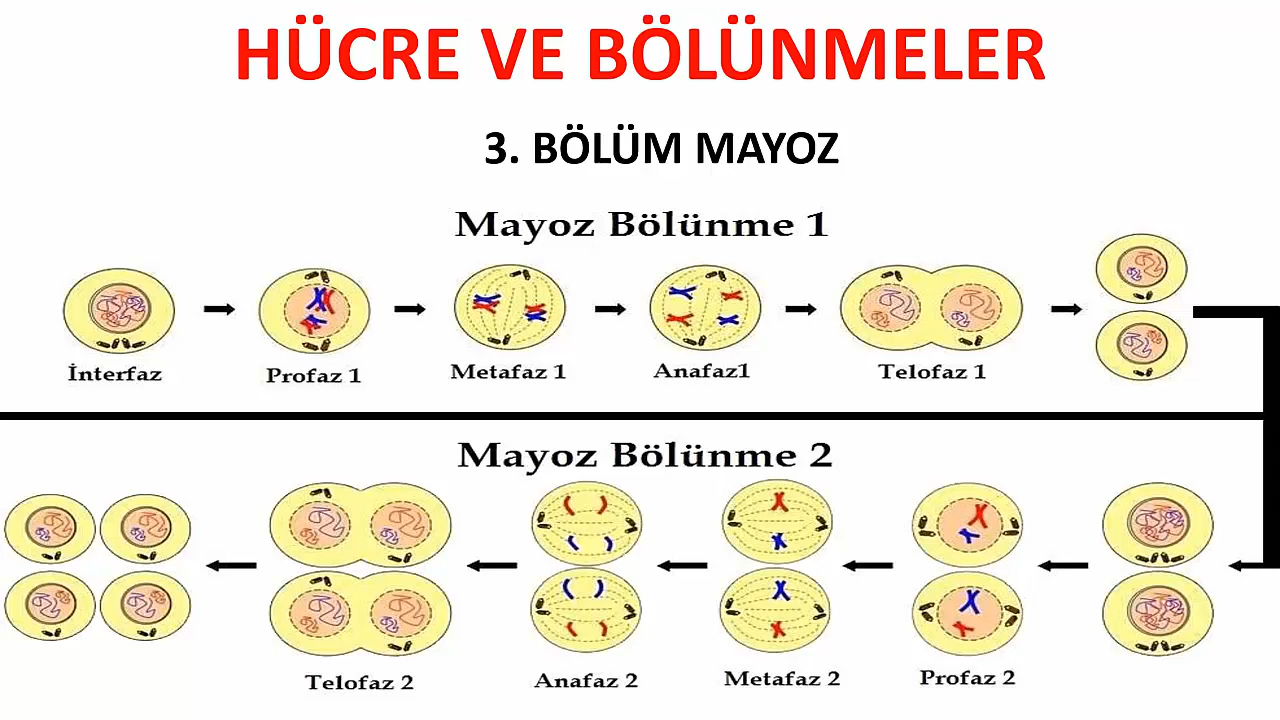 HÜCRE VE BÖLÜNMELER
3. BÖLÜM MAYOZ
Mayoz Bölünme 1
İnterfaz
Profaz 1
Metafaz 1
Anafaz1
Telofaz 1
Mayoz Bölünme 2
Telofaz 2
Anafaz 2
Metafaz 2
Profaz 2